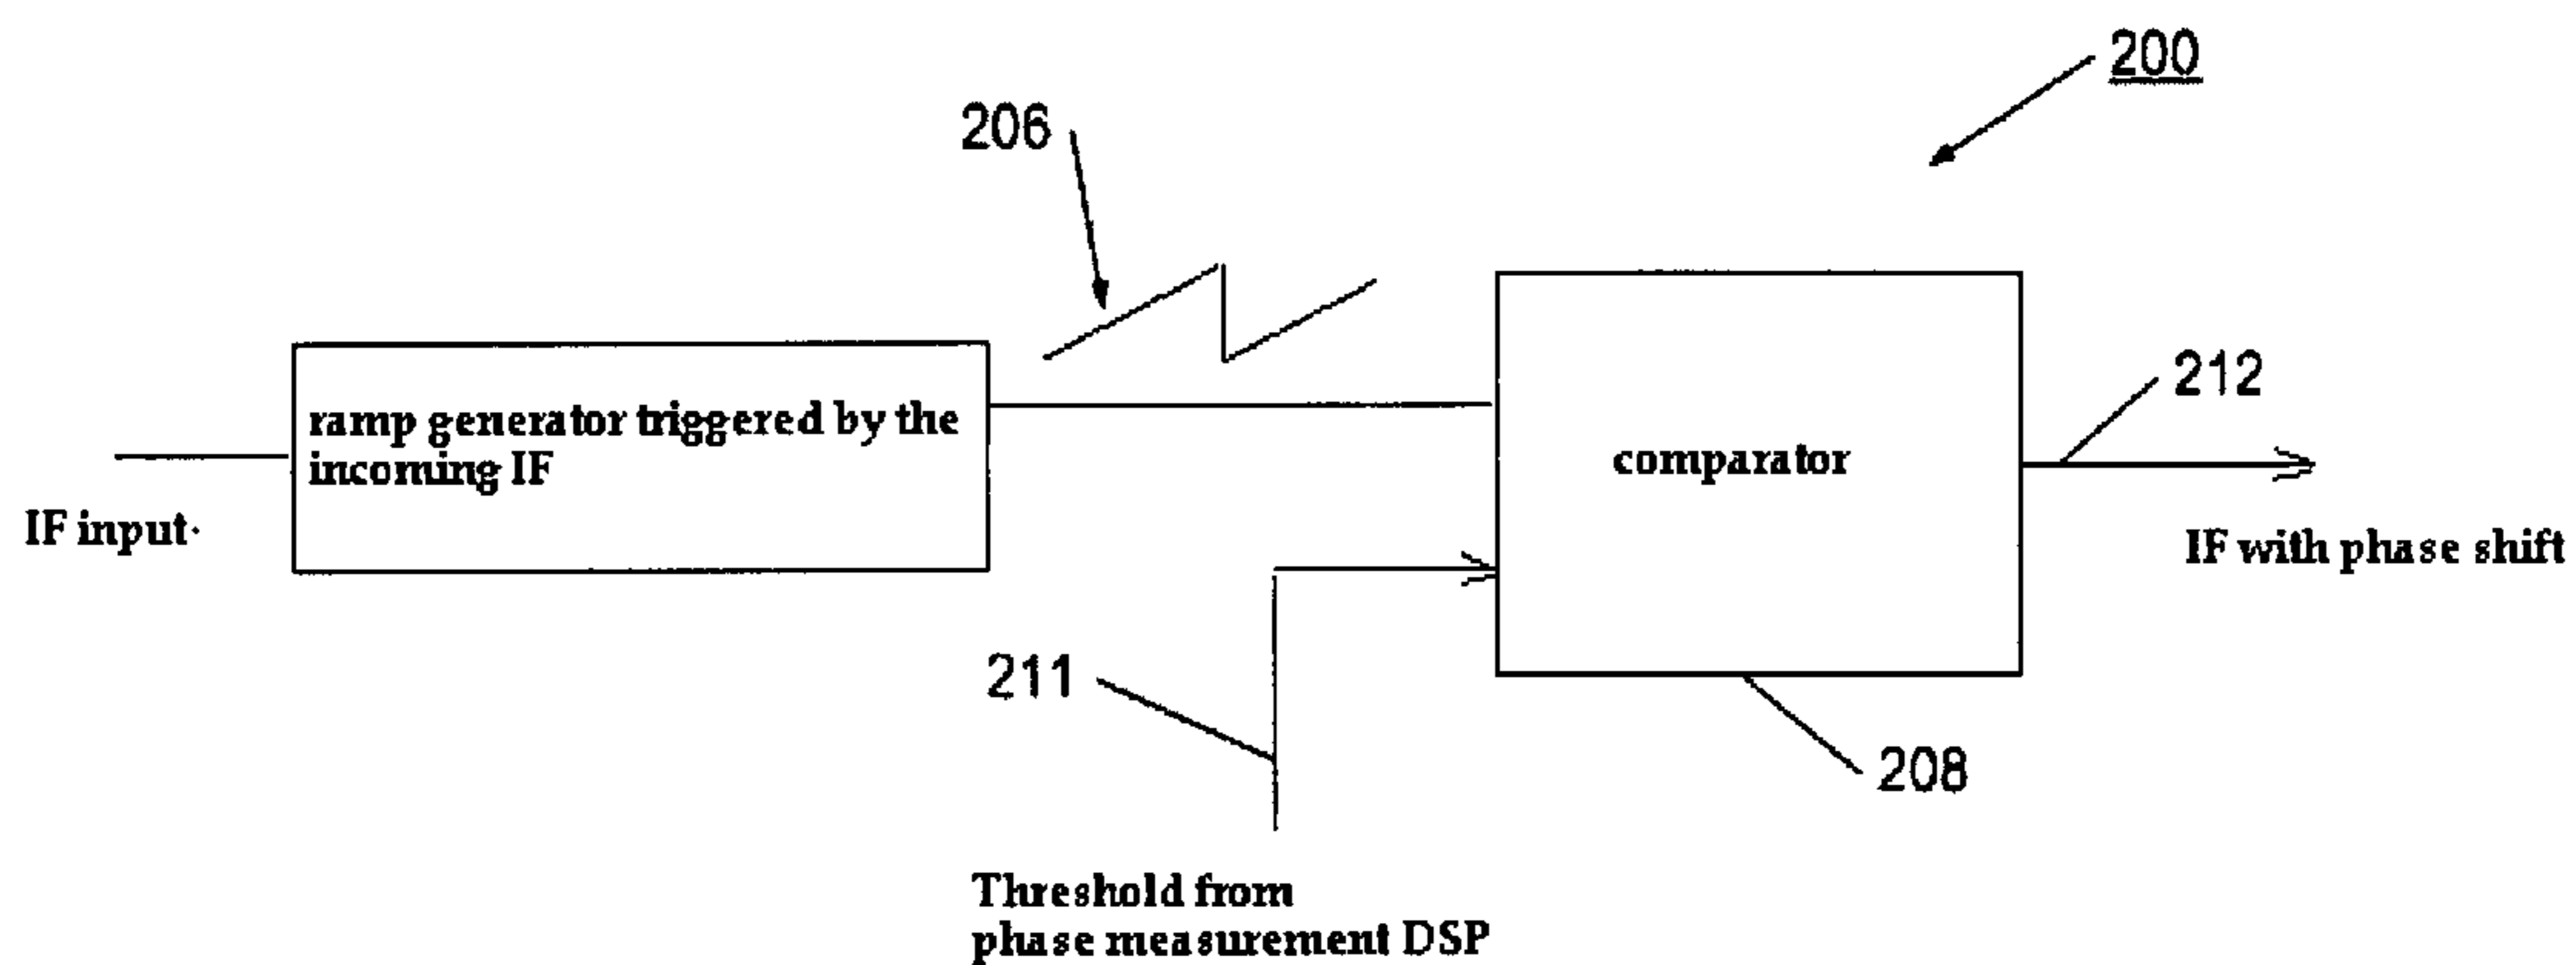 200
206
212
ramp generator triggered by the
incoming IF
comparator
IF input
IF with phase shift
211
208
Threshold from
phase measurement DSP